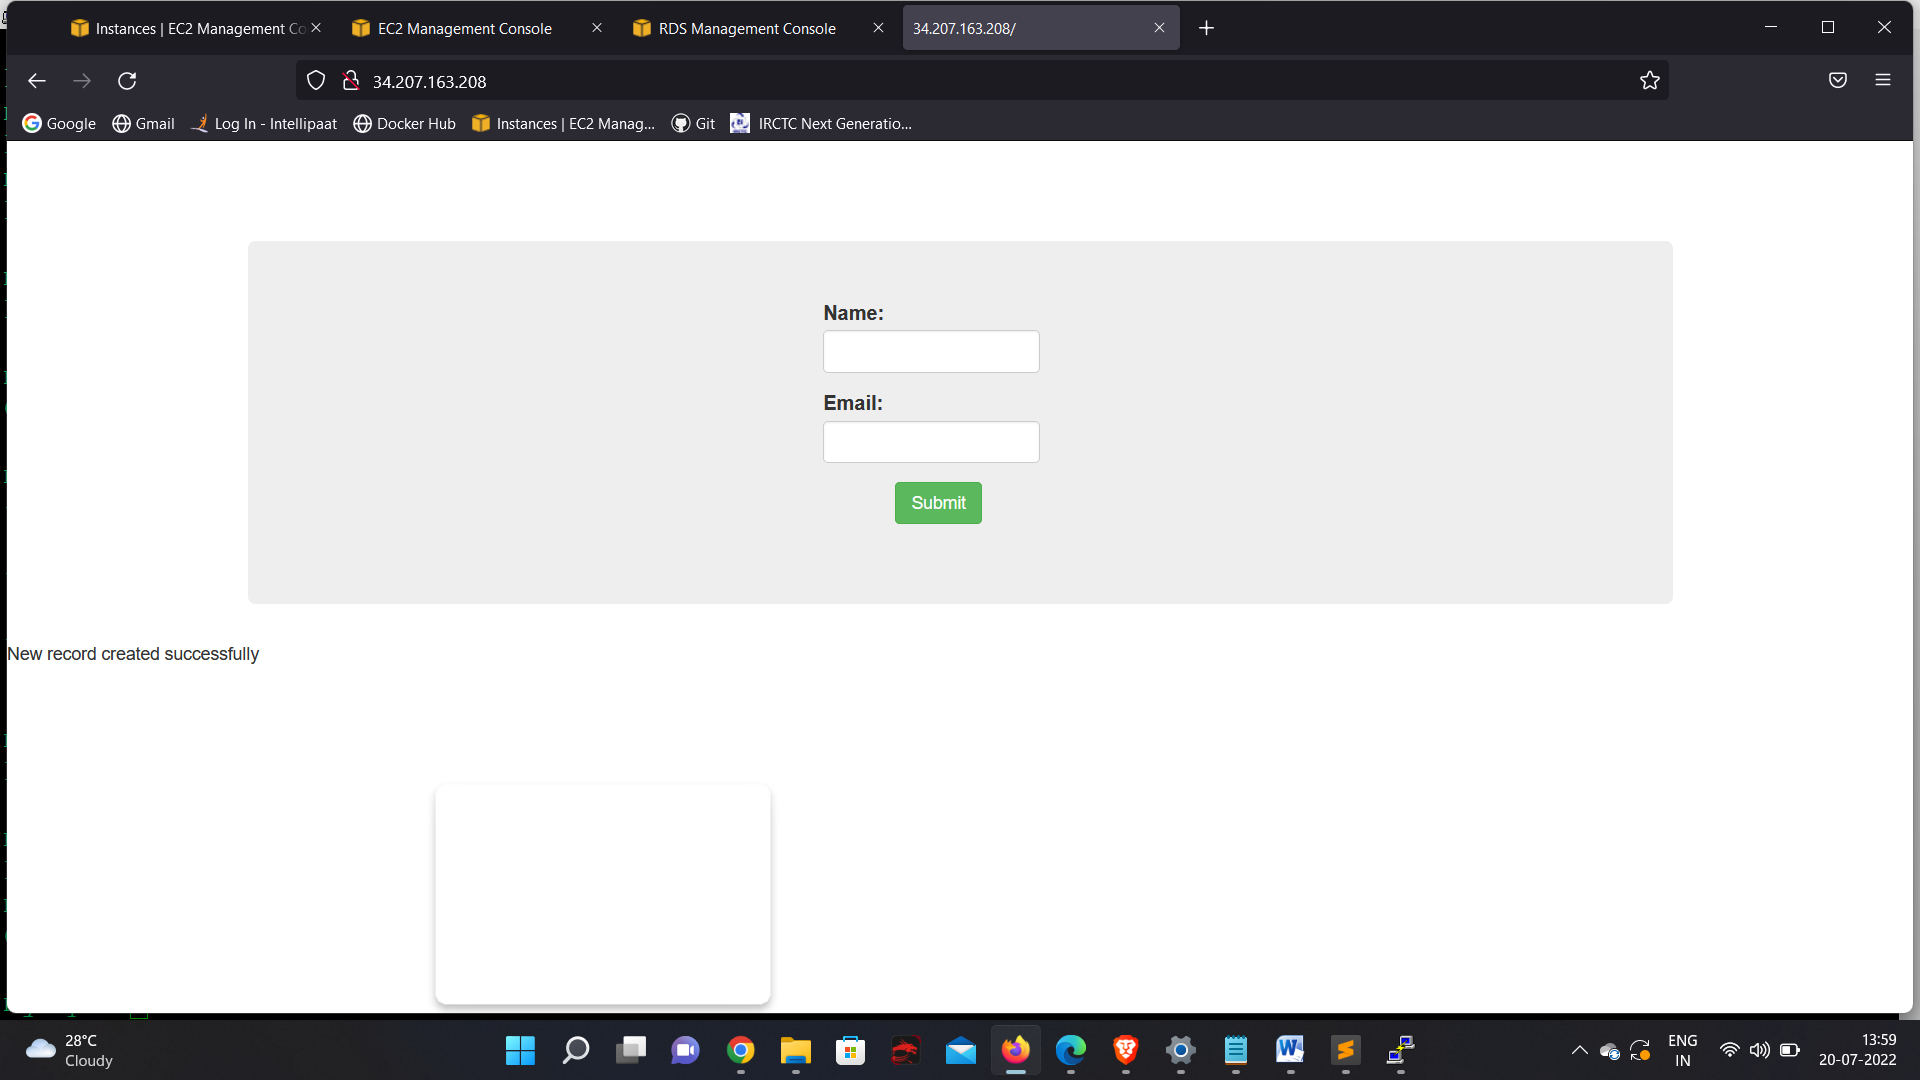 Instances | EC2 Management Co
EC2 Management Console
RDS Management Console
34.207.163.208/
34.207.163.208
Google
Gmail
Log In - Intellipaat
Docker Hub
Instances | EC2 Manag...
Git
IRCTC Next Generatio...
Name:
Email:
Submit
New record created successfully
28°C
Cloudy
ENG
IN
13:59
20-07-2022